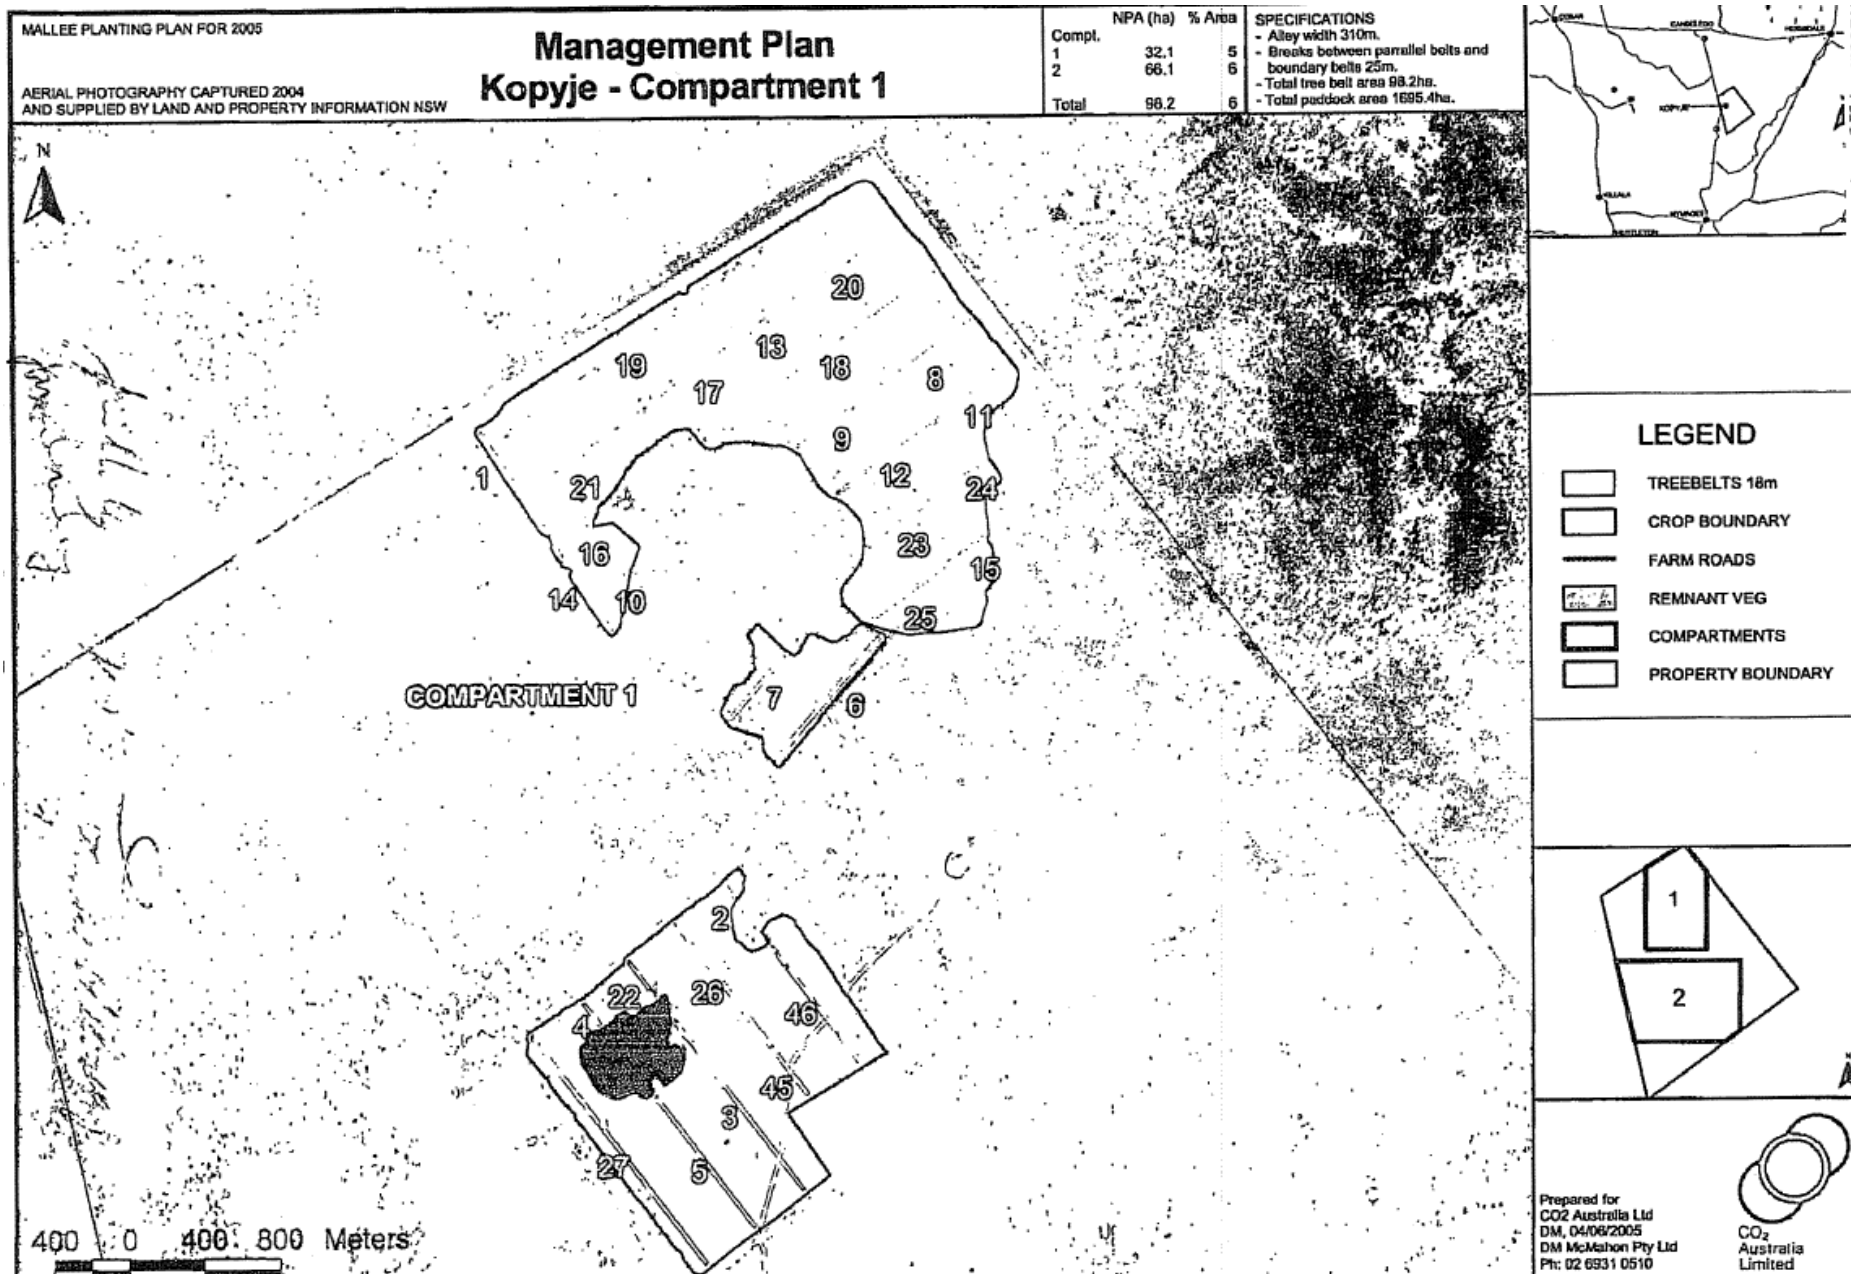 MALLEE PLANTING PLAN FOR 2005
AERIAL PHOTOGRAPHY CAPTURED 2004
AND SUPPLIED BY LAND AND PROPERTY INFORMATION NSW
Management Plan
Kopyje - Compartment 1
NPA (ha) % Area
Compt.
1 32.1 5
2 66.1 6
Total 98.2 6
SPECIFICATIONS
- Alley width 310m.
- Breaks between parrallel belts and
boundary belts 25m.
- Total tree belt area 98.2ha.
- Total paddock area 1695.4ha.
COBAR
CANBELEGO
HERMIDALE
KOPYJE
NYMAGEE
N
20
13
19
18
17
8
11
9
1
21
12
24
16
23
15
14
10
25
COMPARTMENT 1
7
6
2
22
26
4
46
45
3
27
5
400 0 400 800 Meters
LEGEND
TREEBELTS 18m
CROP BOUNDARY
FARM ROADS
REMNANT VEG
COMPARTMENTS
PROPERTY BOUNDARY
1
2
Prepared for
CO2 Australia Ltd
DM, 04/06/2005
DM McMahon Pty Ltd
Ph: 02 6931 0510
CO2
Australia
Limited